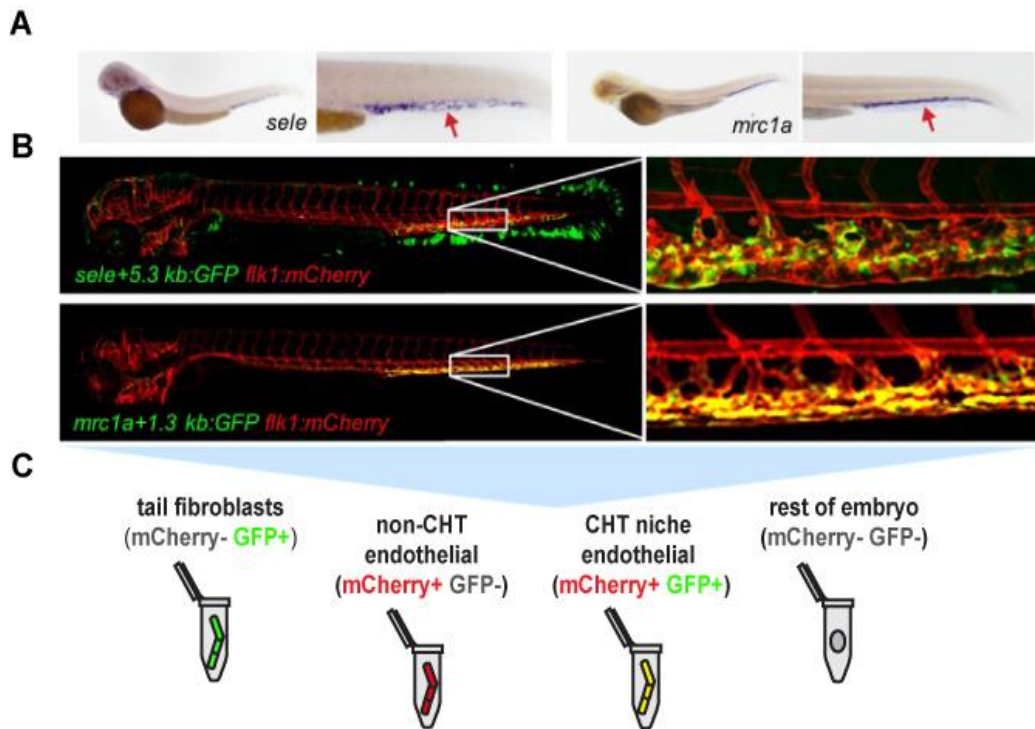 A
sele
mrc1a
B
sele+5.3 kb:GFP flk1:mCherry
mrc1a+1.3 kb:GFP flk1:mCherry
C
tail fibroblasts
(mCherry- GFP+)
non-CHT
endothelial
(mCherry+ GFP-)
CHT niche
endothelial
(mCherry+ GFP+)
rest of embryo
(mCherry- GFP-)